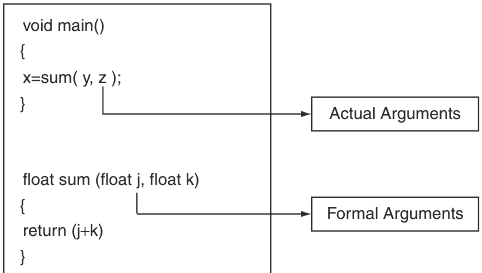 void main()
{
x=sum( y, z );
}
Actual Arguments
float sum (float j, float k)
{
Formal Arguments
return (j+k)
}